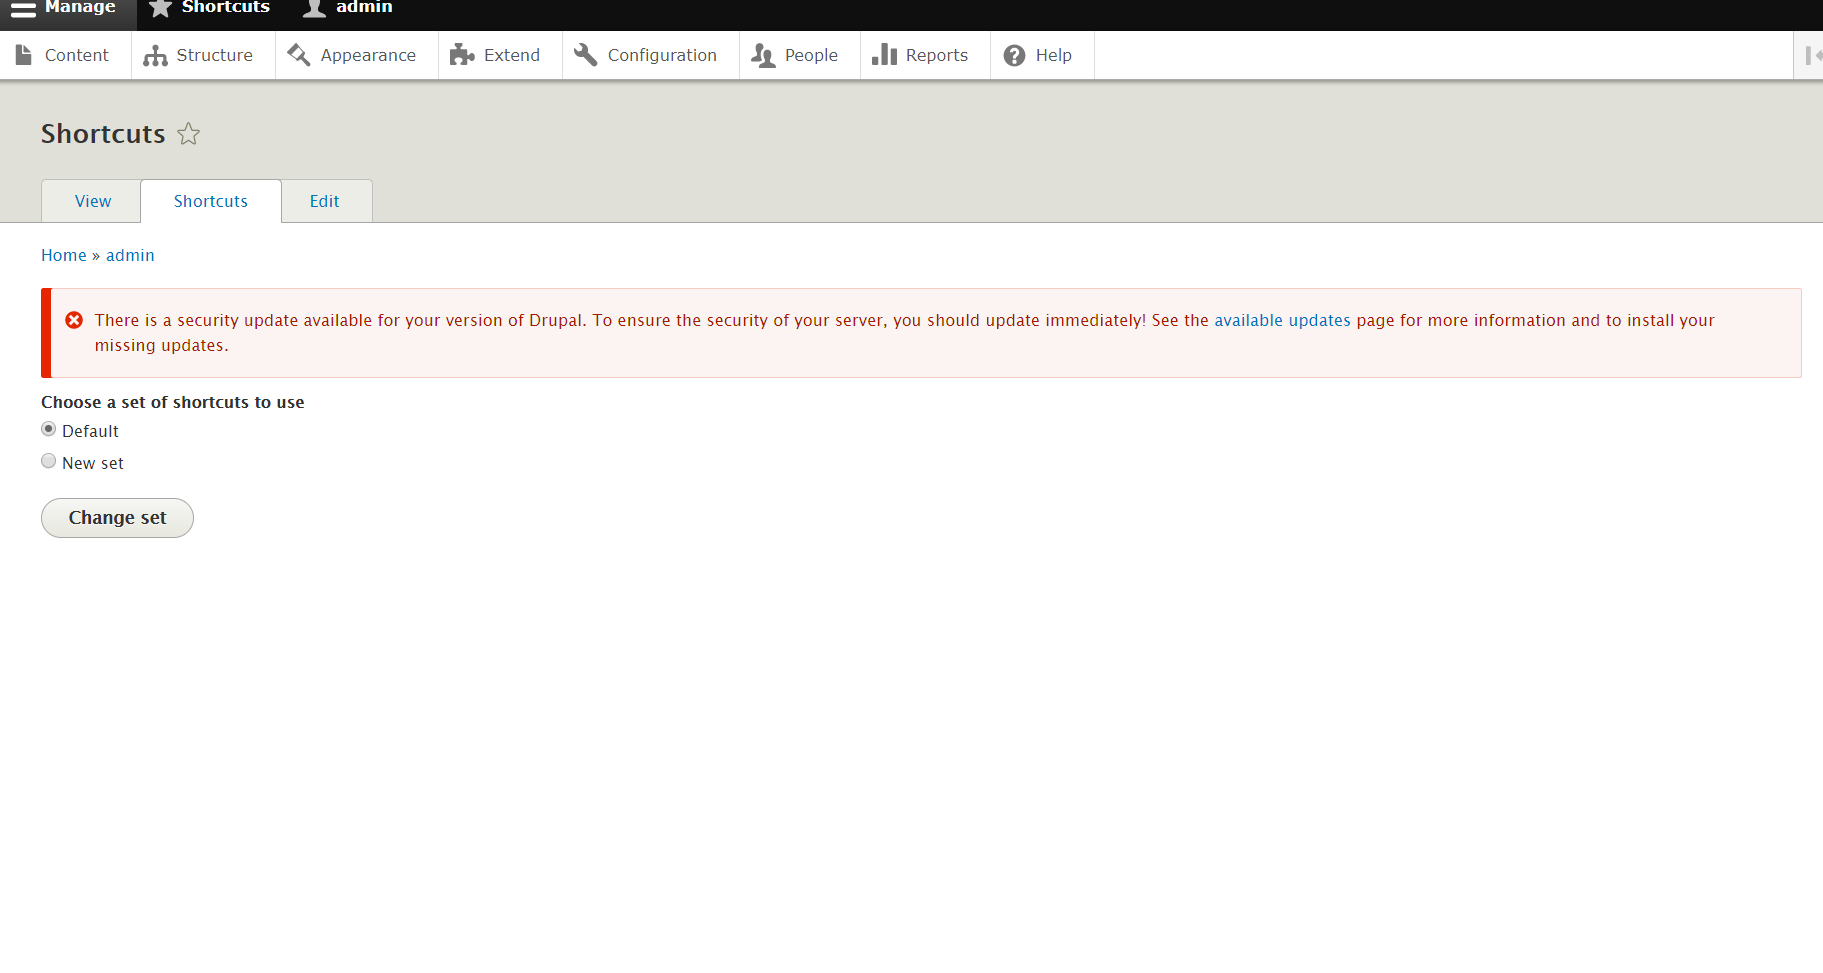 Manage Shortcuts admin
Content Structure Appearance Extend Configuration People Reports Help
Shortcuts
View Shortcuts Edit
Home » admin
There is a security update available for your version of Drupal. To ensure the security of your server, you should update immediately! See the available updates page for more information and to install your
missing updates.
Choose a set of shortcuts to use
Default
New set
Change set